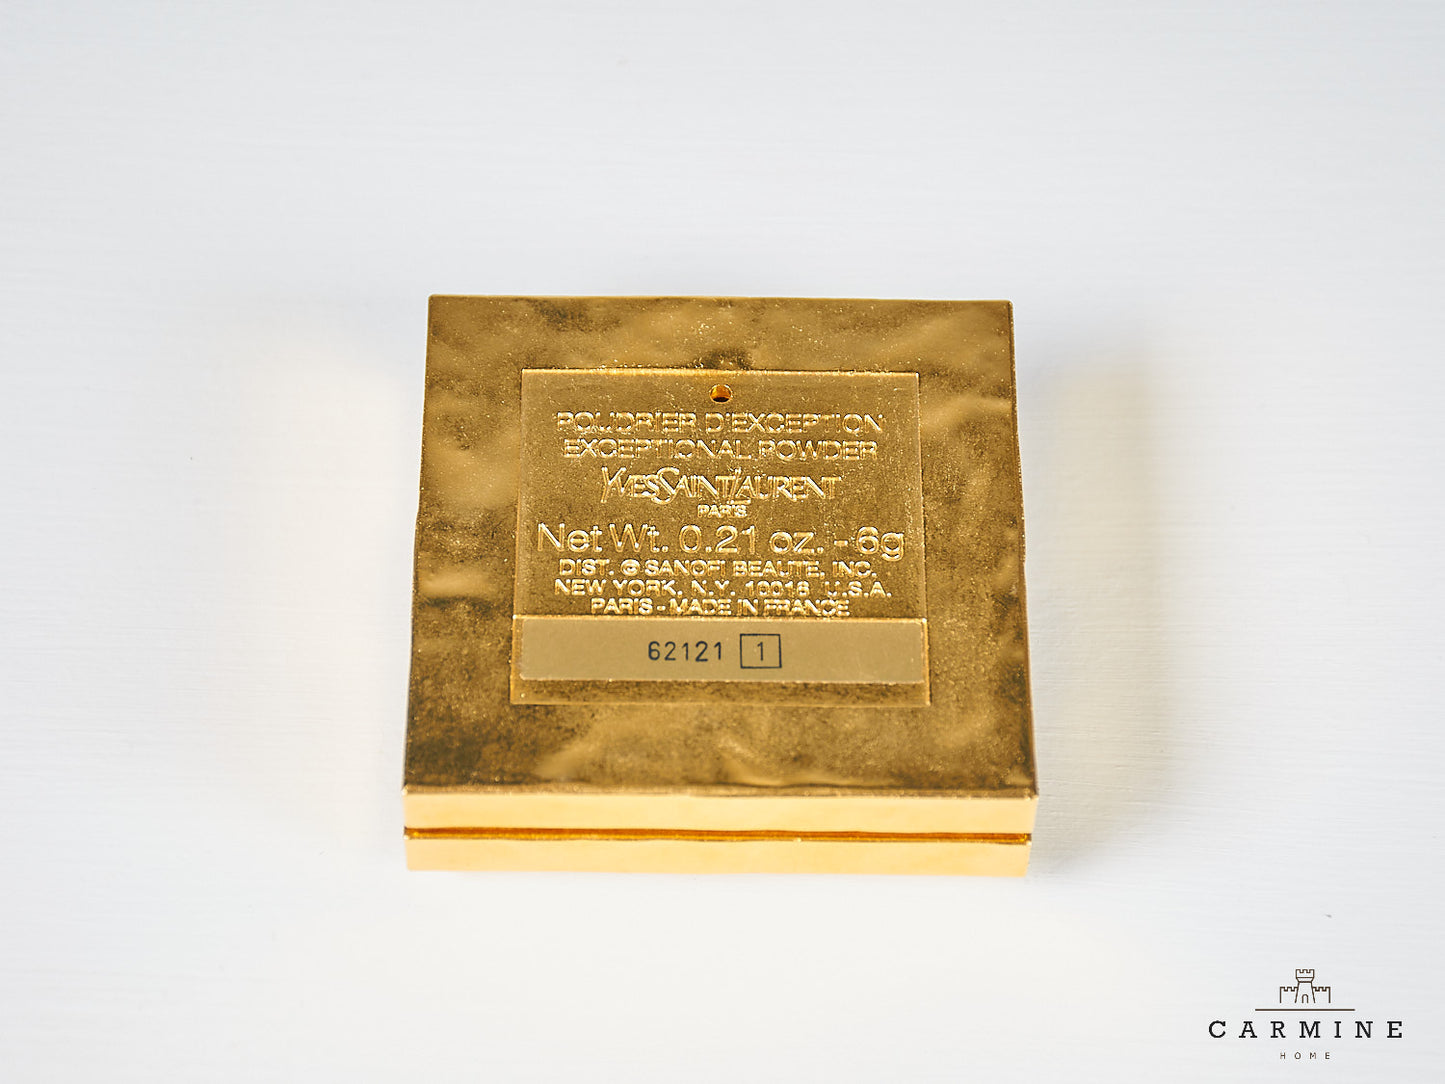 POUDRIER D'EXCEPTION
EXCEPTIONAL POWDER
YVESSAINTLAURENT
PARIS
Net Wt. 0.21 oz. - 6g
DIST. © SANOFI BEAUTE, INC.
NEW YORK, N.Y. 10016 U.S.A.
PARIS - MADE IN FRANCE
62121 1
CARMINE
HOME